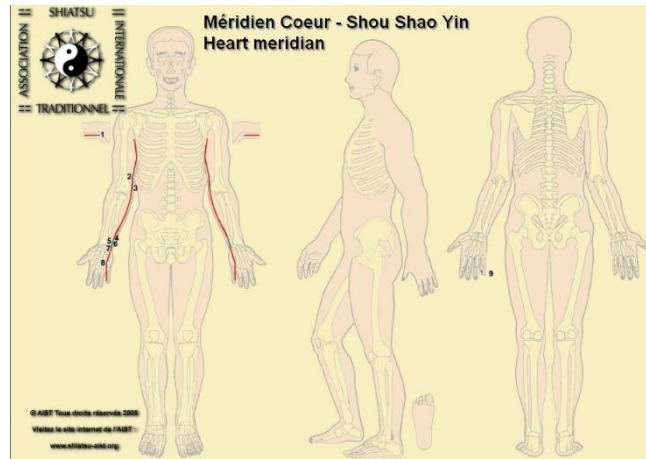 SHIATSU
ASSOCIATION
INTERNATIONALE
TRADITIONNEL
Méridien Coeur - Shou Shao Yin
Heart meridian
1
2
3
4
5
6
7
8
9
© AIST Tous droits réservés 2005
Visitez le site internet de l'AIST :
www.shiatsu-aist.org